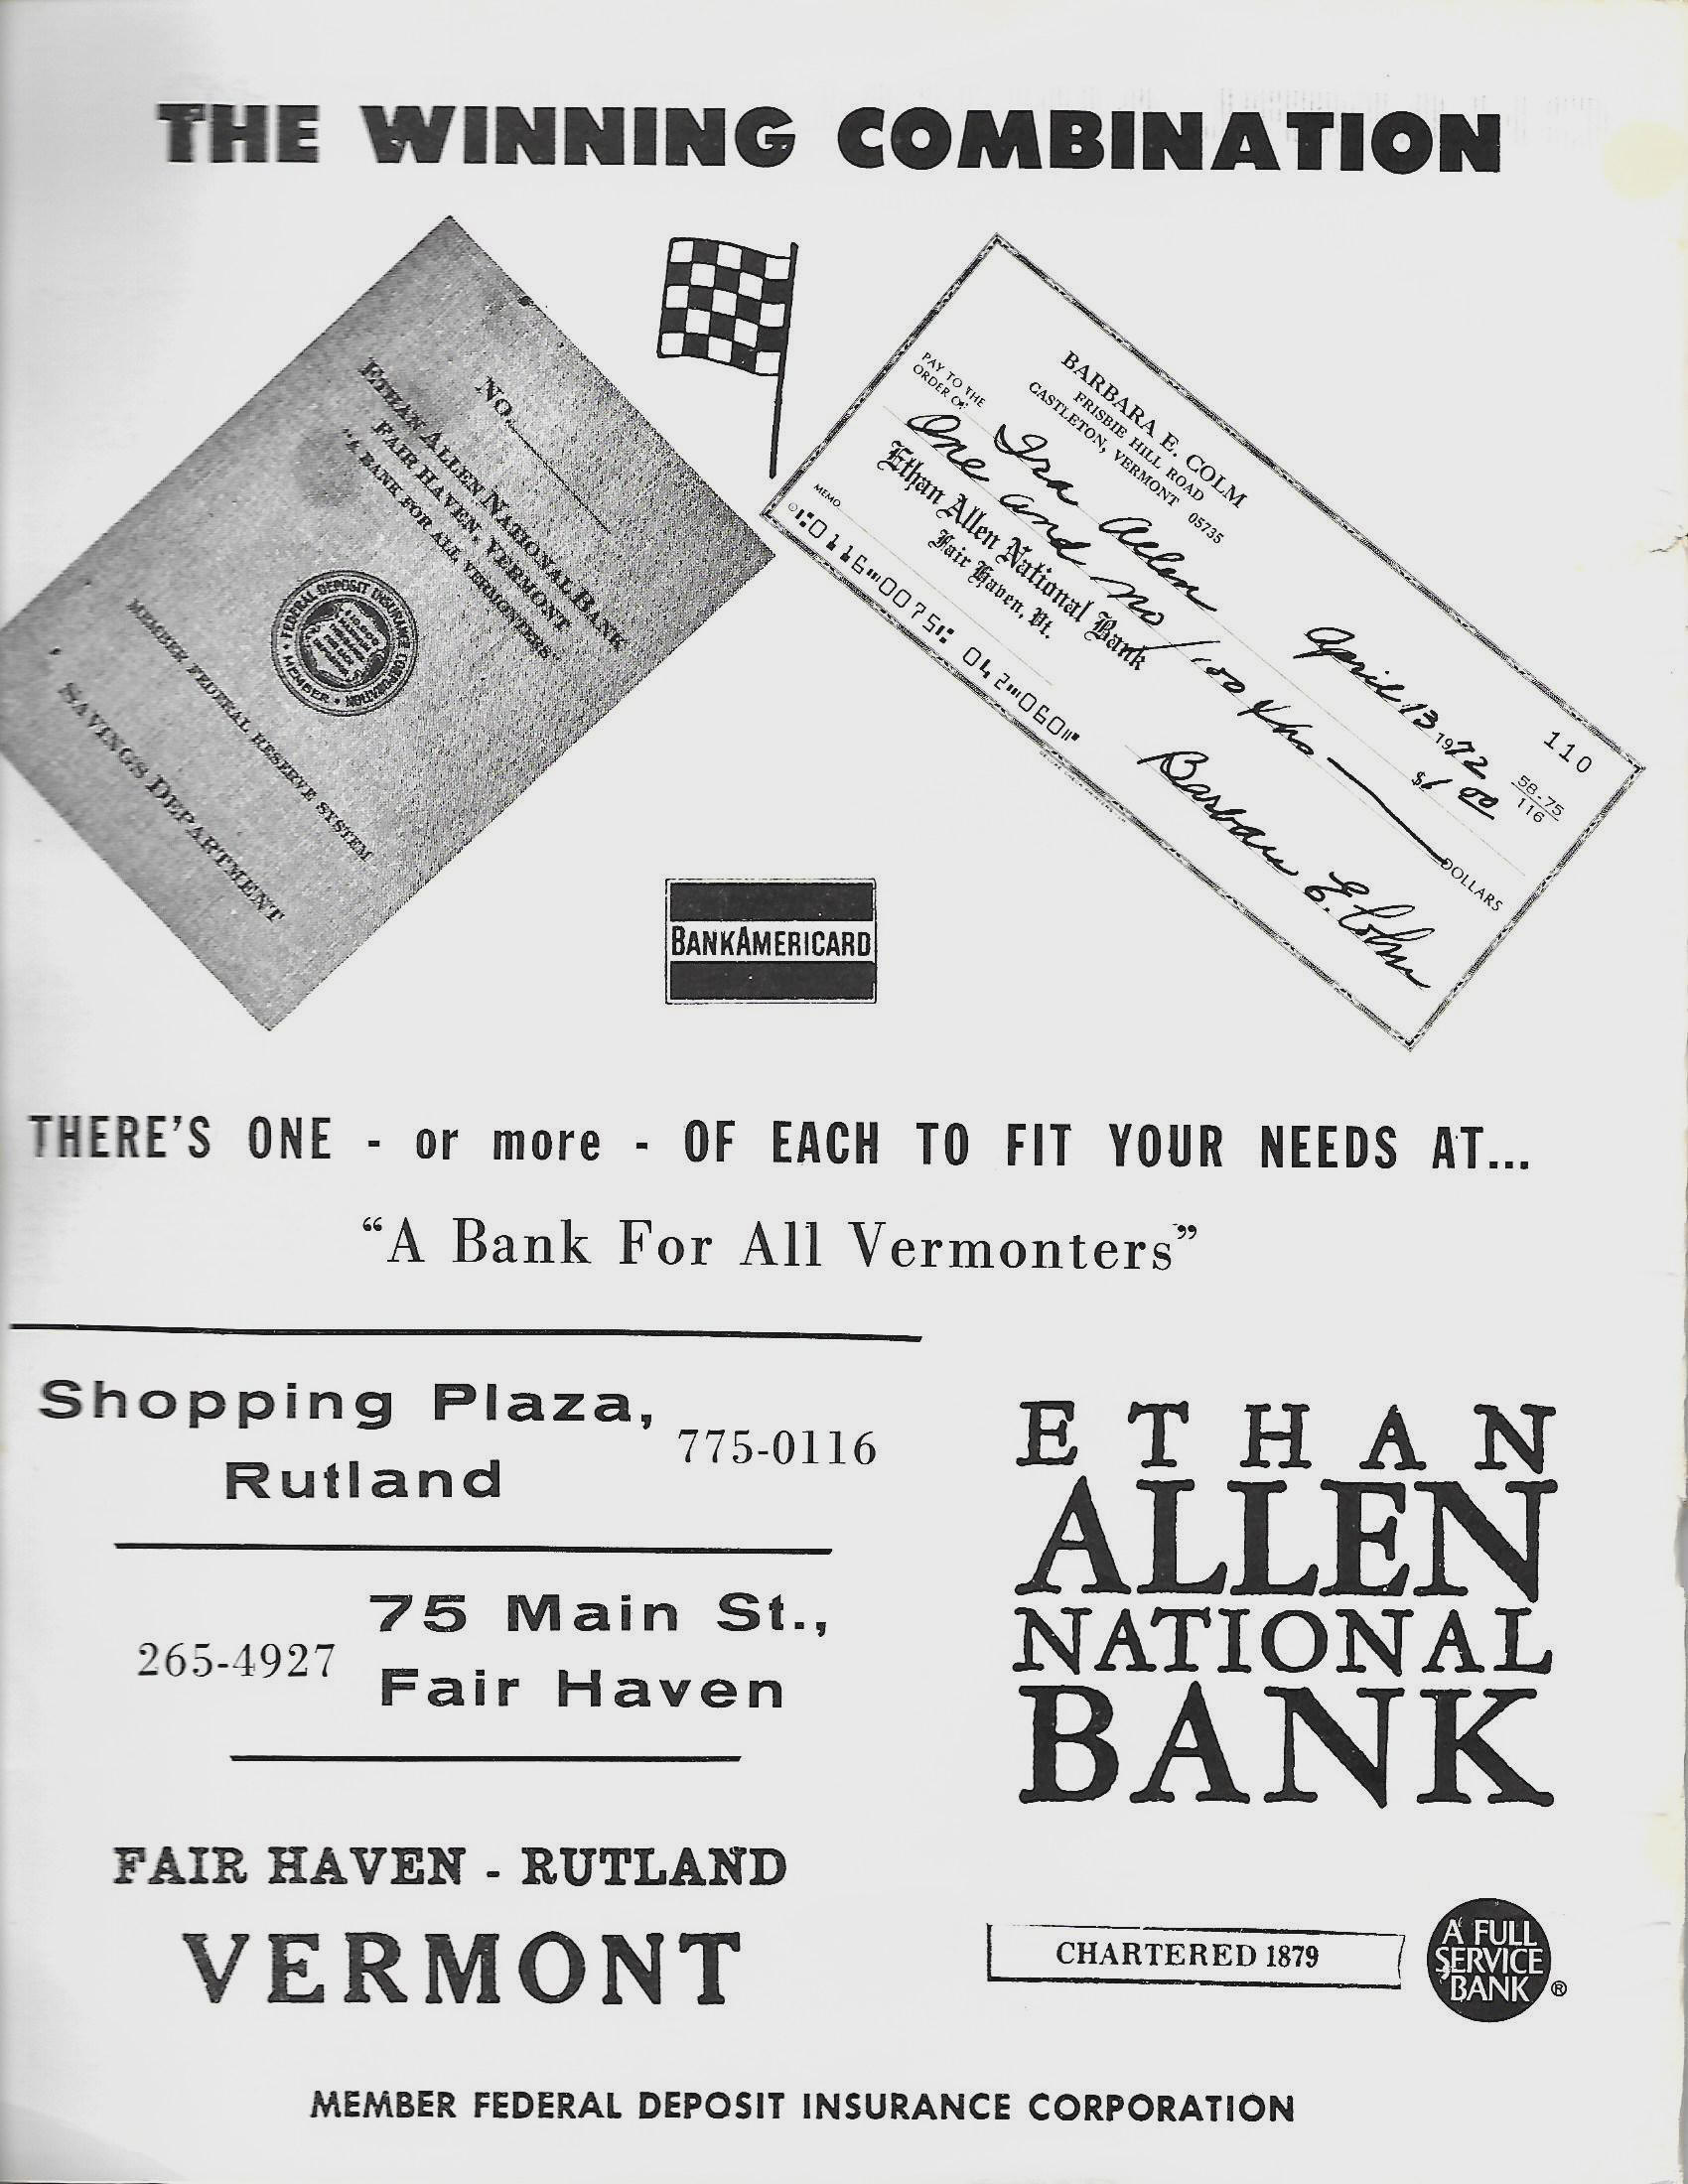 THE WINNING COMBINATION
NO.
ETHAN ALLEN NATIONAL BANK
FAIR HAVEN, VERMONT
"A BANK FOR ALL VERMONTERS"
FEDERAL DEPOSIT INSURANCE CORPORATION
MEMBER
MEMBER FEDERAL RESERVE SYSTEM
SAVINGS DEPARTMENT
BARBARA E. COLM
FRISBIE HILL ROAD
CASTLETON, VERMONT 05735
110
April 13 1972
58-75
116
PAY TO THE
ORDER OF
Ira Allen
$1 00
One and no/100
DOLLARS
Ethan Allen National Bank
Fair Haven, Vt.
MEMO
Barbara E. Colm
⑆0116⑉0075⑆ 042⑉060⑈
BANKAMERICARD
THERE'S ONE - or more - OF EACH TO FIT YOUR NEEDS AT...
“A Bank For All Vermonters”
Shopping Plaza,
Rutland
775-0116
75 Main St.,
Fair Haven
265-4927
FAIR HAVEN - RUTLAND
VERMONT
ETHAN
ALLEN
NATIONAL
BANK
CHARTERED 1879
A FULL
SERVICE
BANK ®
MEMBER FEDERAL DEPOSIT INSURANCE CORPORATION